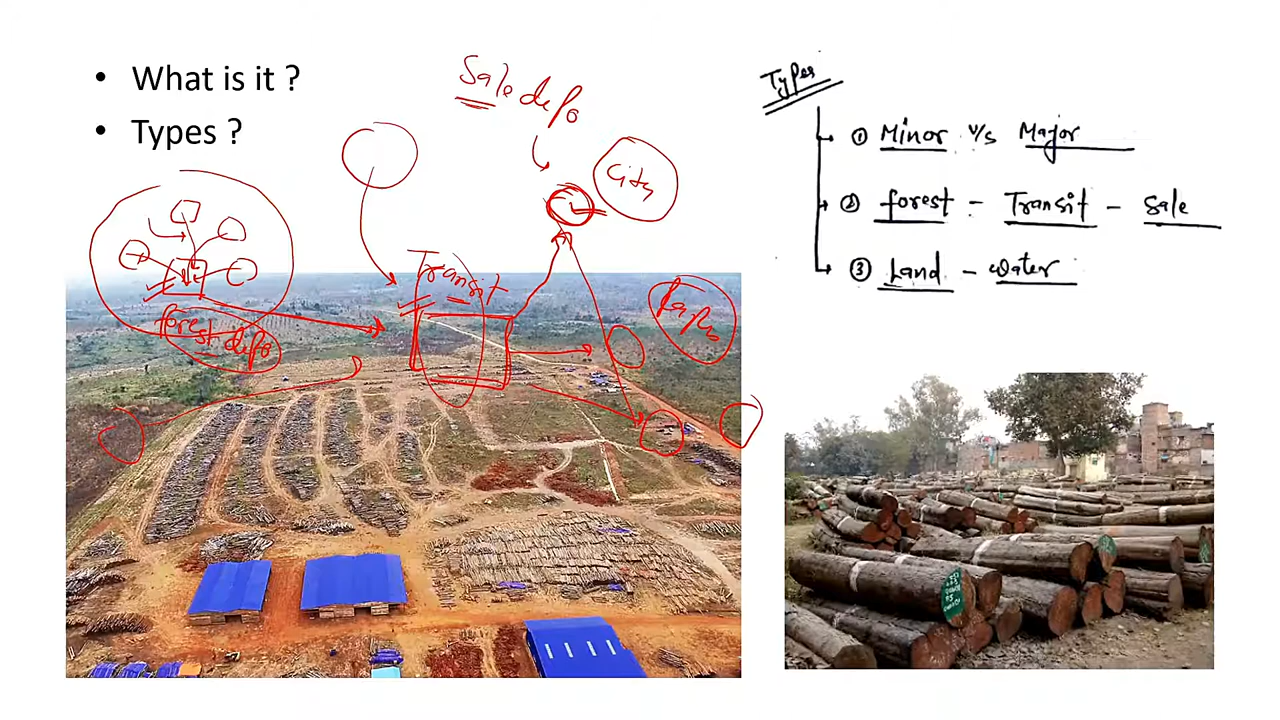 • What is it ?
• Types ?
Sale depo
City
Transit
forest depo
Types
① Minor v/s Major
② forest - Transit - Sale
③ Land - water